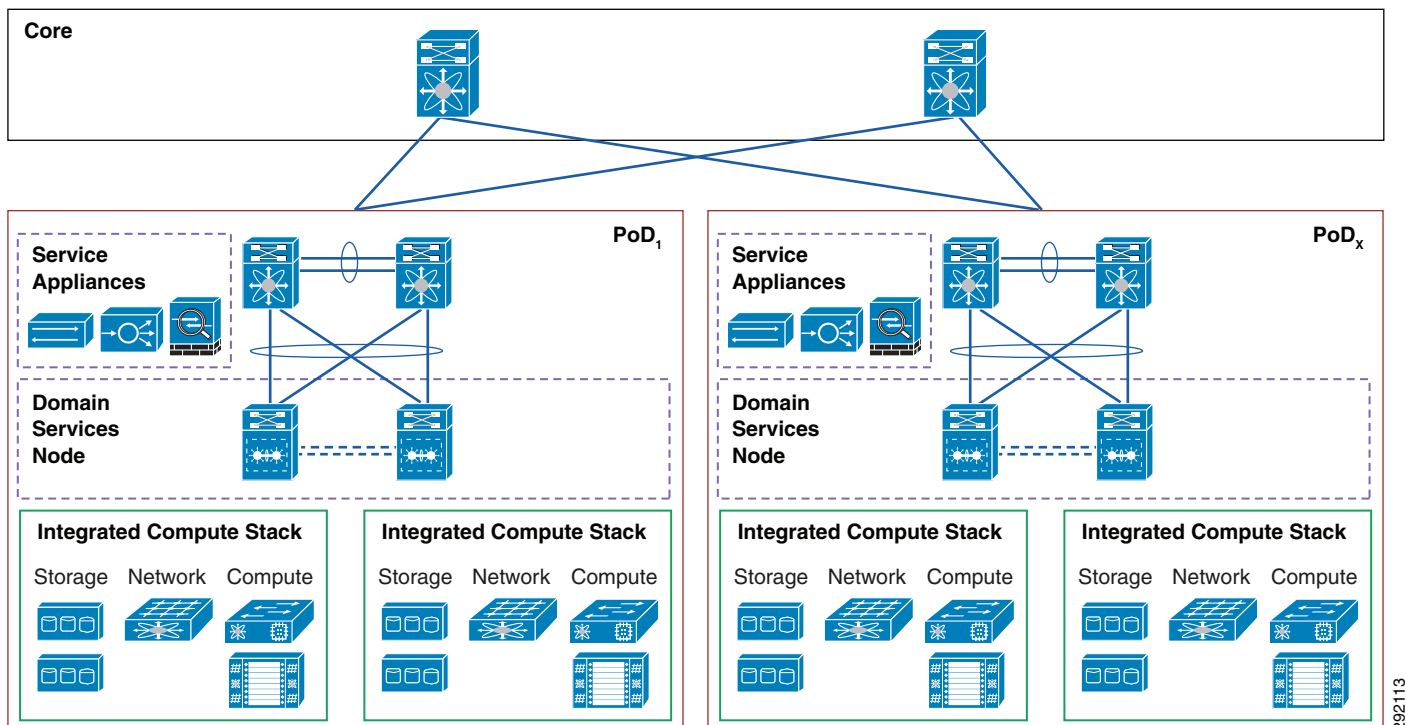 Core
PoD1
Service
Appliances
Domain
Services
Node
Integrated Compute Stack
Storage Network Compute
Integrated Compute Stack
Storage Network Compute
PoDX
Service
Appliances
Domain
Services
Node
Integrated Compute Stack
Storage Network Compute
Integrated Compute Stack
Storage Network Compute
292113